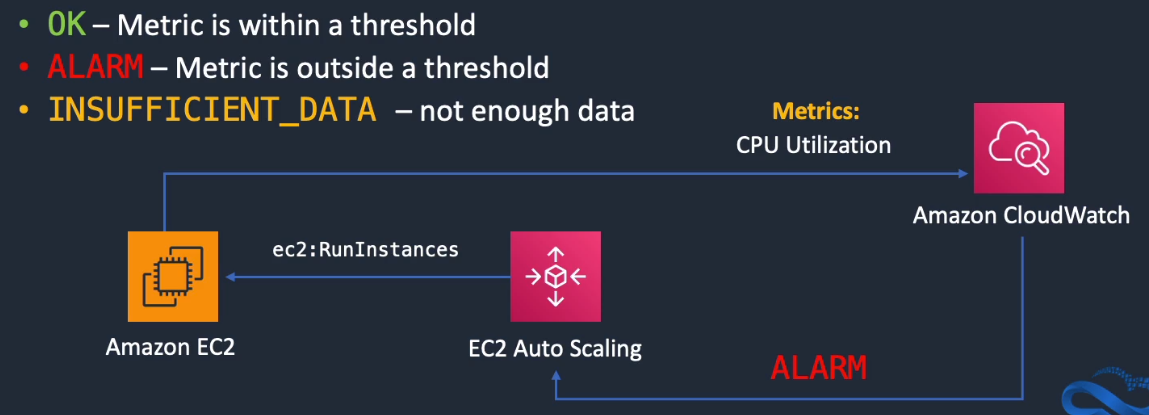 • OK – Metric is within a threshold
• ALARM – Metric is outside a threshold
• INSUFFICIENT_DATA – not enough data
Metrics:
CPU Utilization
Amazon CloudWatch
ec2:RunInstances
Amazon EC2
EC2 Auto Scaling
ALARM